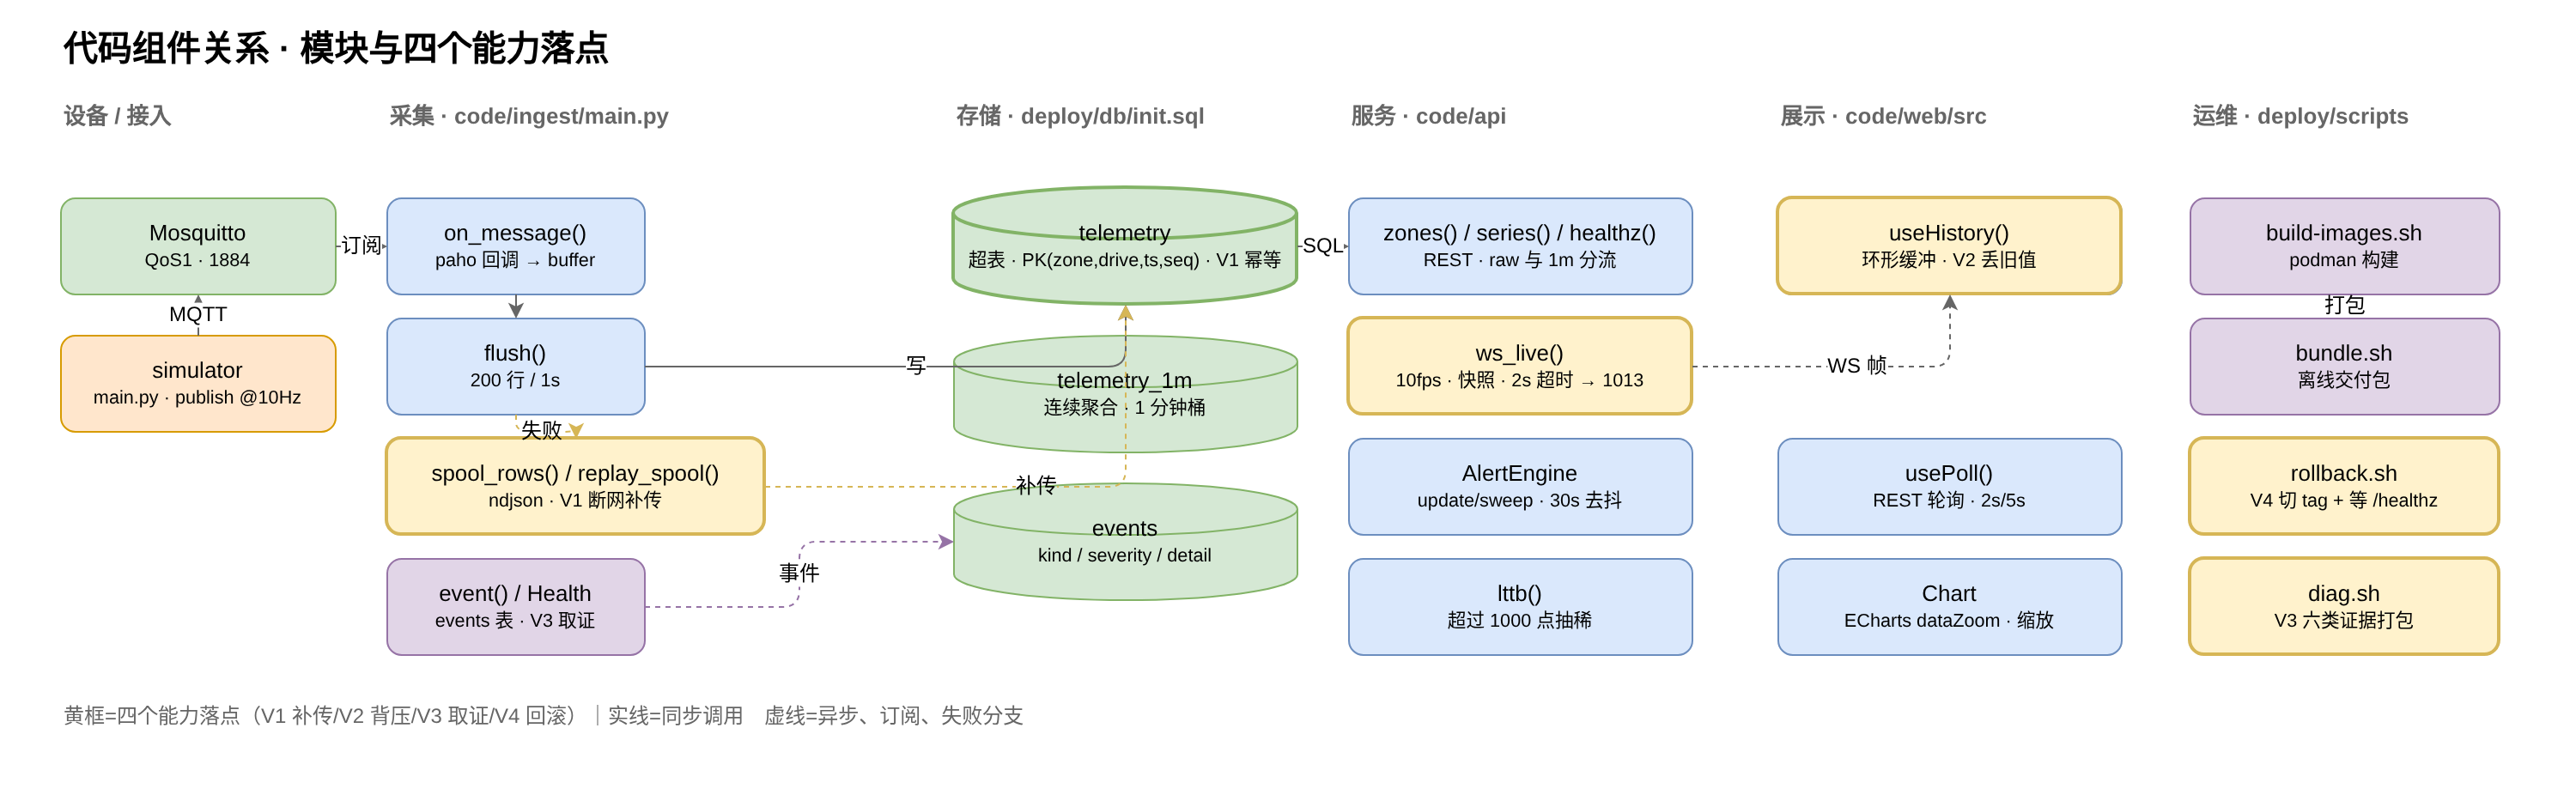 代码组件关系 · 模块与四个能力落点
设备 / 接入
采集 · code/ingest/main.py
存储 · deploy/db/init.sql
服务 · code/api
展示 · code/web/src
运维 · deploy/scripts
Mosquitto
QoS1 · 1884
订阅
MQTT
simulator
main.py · publish @10Hz
on_message()
paho 回调 → buffer
flush()
200 行 / 1s
写
失败
spool_rows() / replay_spool()
ndjson · V1 断网补传
补传
event() / Health
events 表 · V3 取证
事件
telemetry
超表 · PK(zone,drive,ts,seq) · V1 幂等
SQL
telemetry_1m
连续聚合 · 1 分钟桶
events
kind / severity / detail
zones() / series() / healthz()
REST · raw 与 1m 分流
ws_live()
10fps · 快照 · 2s 超时 → 1013
WS 帧
AlertEngine
update/sweep · 30s 去抖
lttb()
超过 1000 点抽稀
useHistory()
环形缓冲 · V2 丢旧值
usePoll()
REST 轮询 · 2s/5s
Chart
ECharts dataZoom · 缩放
build-images.sh
podman 构建
打包
bundle.sh
离线交付包
rollback.sh
V4 切 tag + 等 /healthz
diag.sh
V3 六类证据打包
黄框=四个能力落点（V1 补传/V2 背压/V3 取证/V4 回滚）｜实线=同步调用　虚线=异步、订阅、失败分支